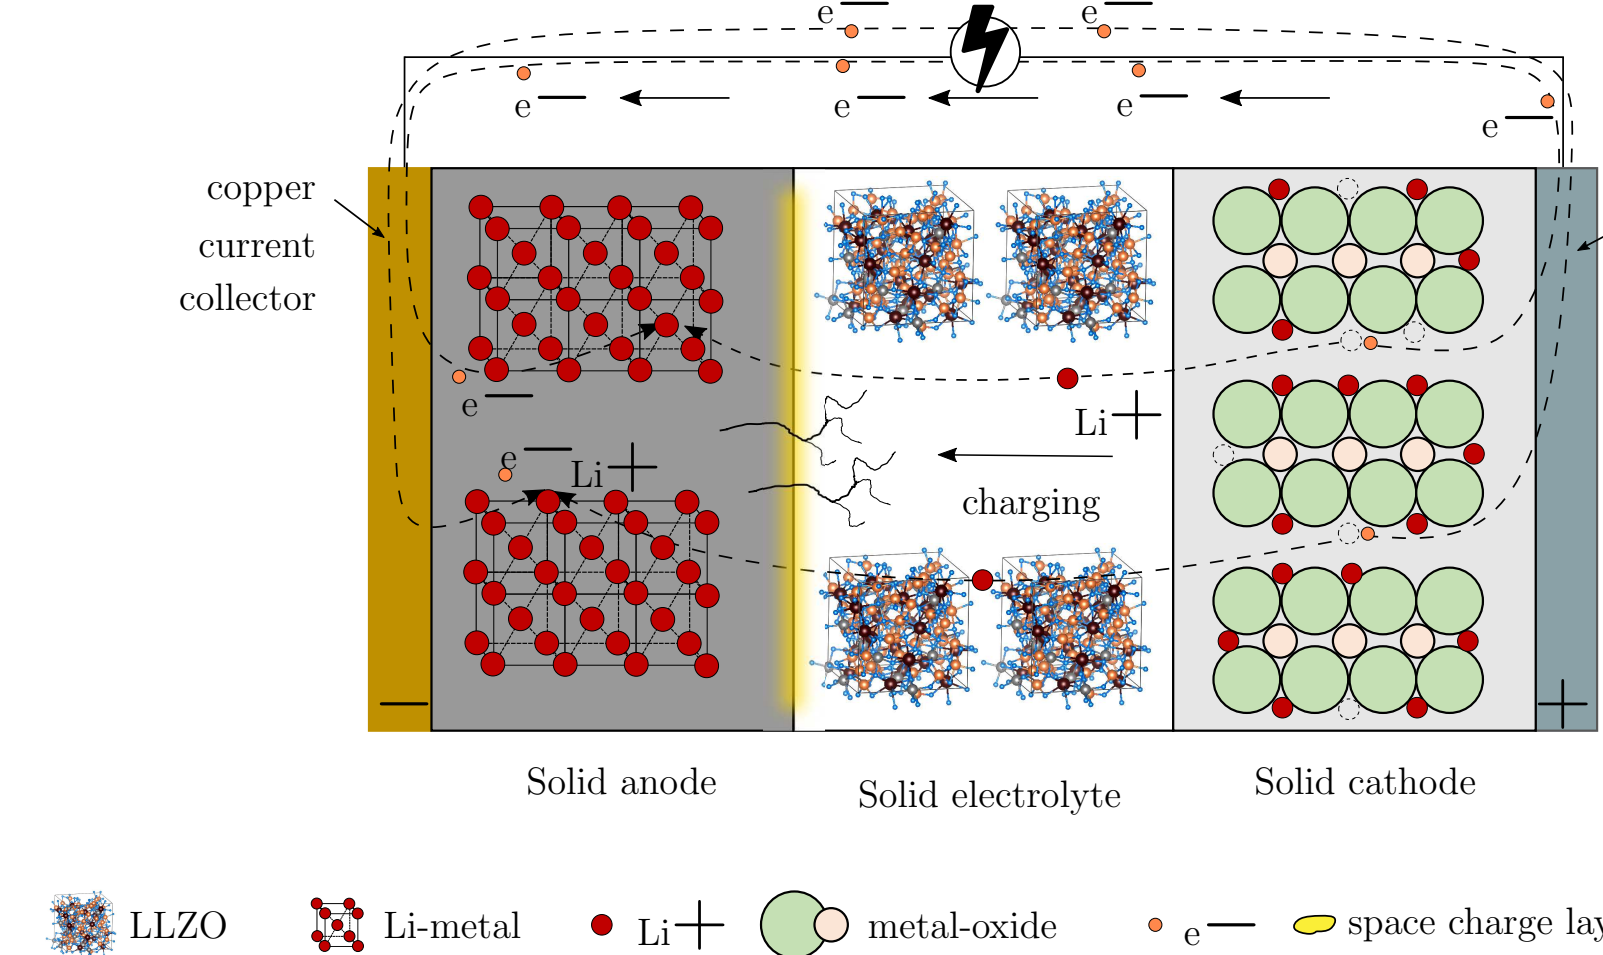 e−
e−
e−
e−
e−
e−
copper
current
collector
e−
e−
Li+
Li+
charging
−
+
Solid anode
Solid electrolyte
Solid cathode
LLZO
Li-metal
Li+
metal-oxide
e−
space charge lay